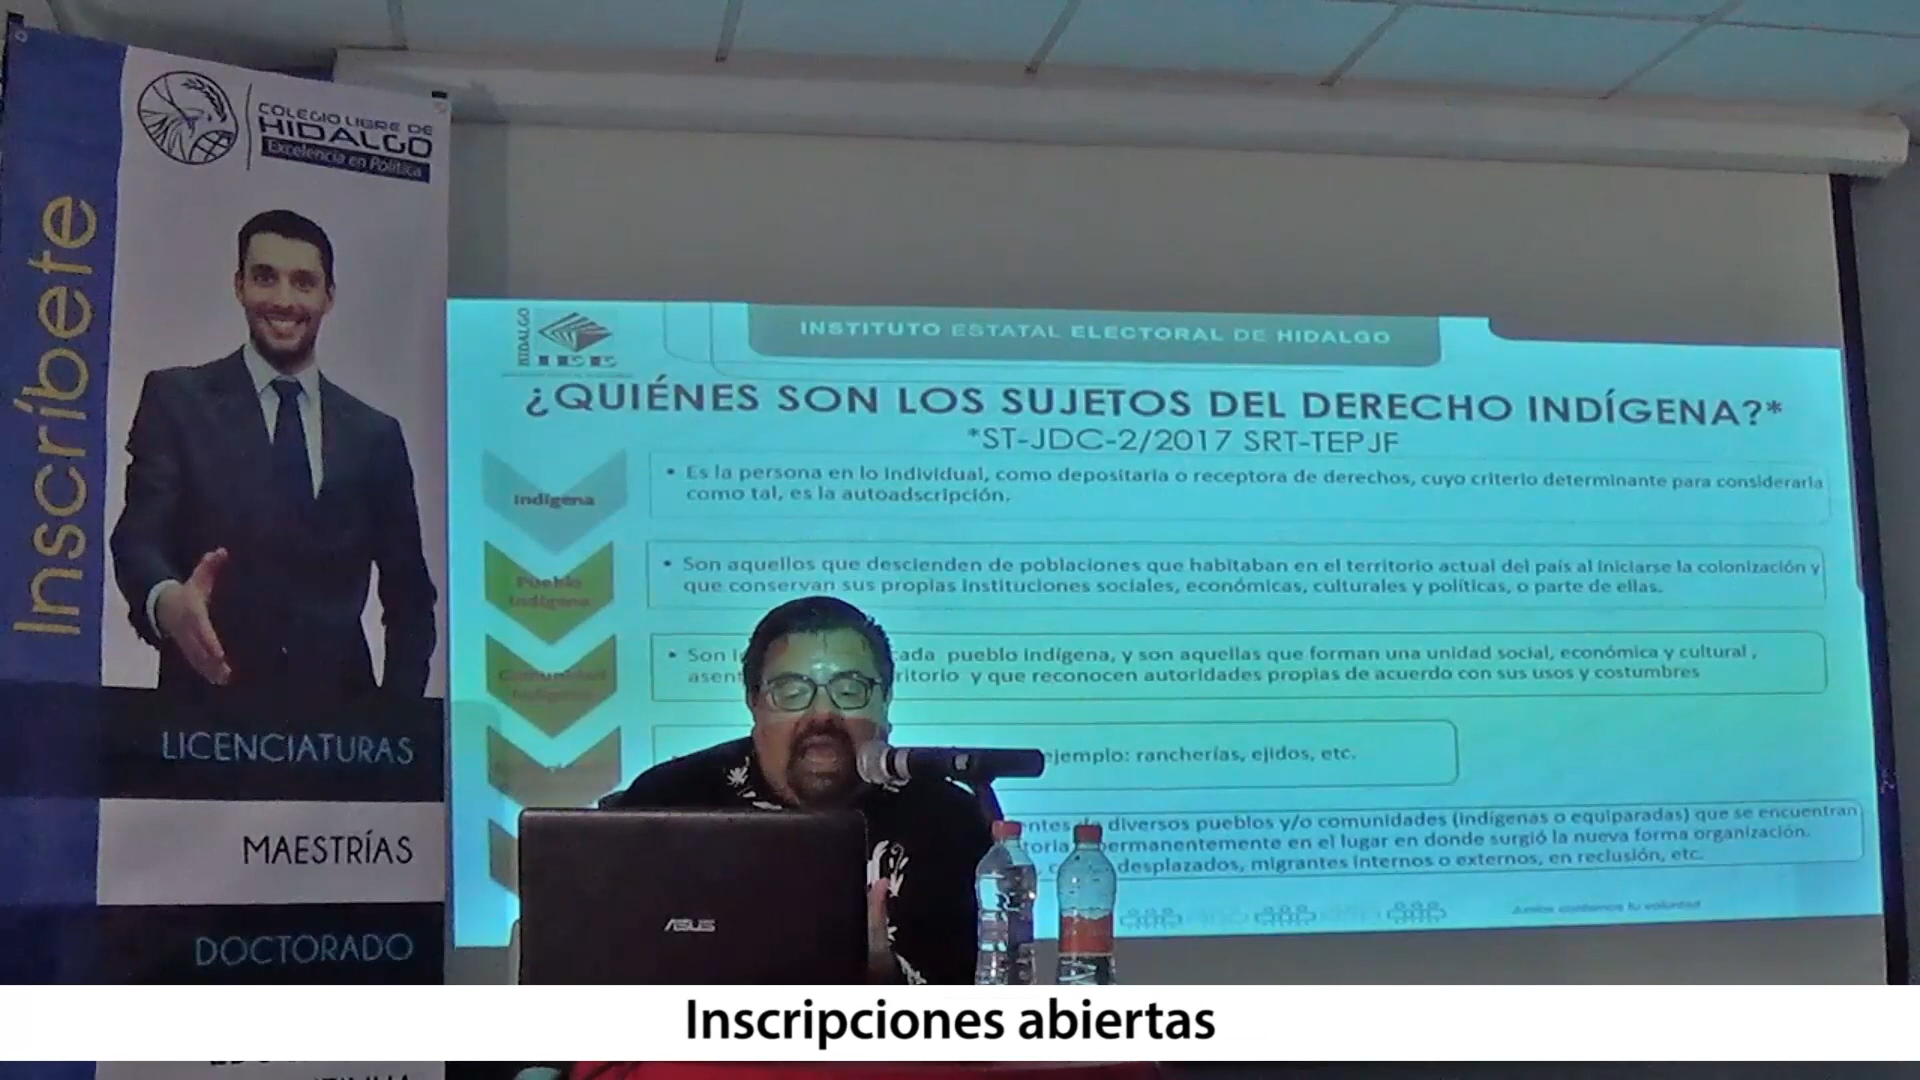 Inscríbete
COLEGIO LIBRE DE
HIDALGO
Excelencia en Política
LICENCIATURAS
MAESTRÍAS
DOCTORADO
HIDALGO
IEE
INSTITUTO ESTATAL ELECTORAL DE HIDALGO
¿QUIÉNES SON LOS SUJETOS DEL DERECHO INDÍGENA?*
*ST-JDC-2/2017 SRT-TEPJF
Indígena
• Es la persona en lo individual, como depositaria o receptora de derechos, cuyo criterio determinante para considerarla
como tal, es la autoadscripción.
Pueblo
Indígena
• Son aquellos que descienden de poblaciones que habitaban en el territorio actual del país al iniciarse la colonización y
que conservan sus propias instituciones sociales, económicas, culturales y políticas, o parte de ellas.
Comunidad
Indígena
• Son pueblo indígena, y son aquellas que forman una unidad social, económica y cultural ,
y que reconocen autoridades propias de acuerdo con sus usos y costumbres
ejemplo: rancherías, ejidos, etc.
diversos pueblos y/o comunidades (indígenas o equiparadas) que se encuentran
permanentemente en el lugar en donde surgió la nueva forma organización.
desplazados, migrantes internos o externos, en reclusión, etc.
ASUS
Inscripciones abiertas